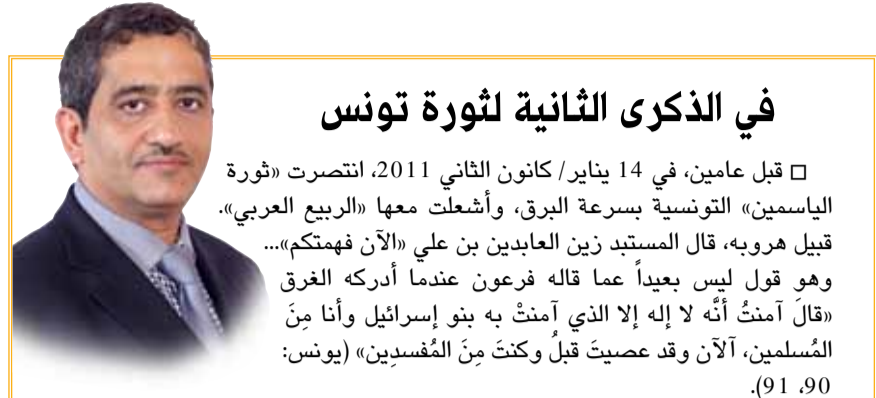 في الذكرى الثانية لثورة تونس
□ قبل عامين، في 14 يناير/ كانون الثاني 2011، انتصرت «ثورة
الياسمين» التونسية بسرعة البرق، وأشعلت معها «الربيع العربي».
قبيل هروبه، قال المستبد زين العابدين بن علي «الآن فهمتكم»...
وهو قول ليس بعيداً عما قاله فرعون عندما أدركه الغرق
«قالَ آمنتُ أنَّه لا إله إلا الذي آمنتْ به بنو إسرائيل وأنا مِنَ
المُسلمين، آلآن وقد عصيتَ قبلُ وكنتَ مِنَ المُفسدِين» (يونس:
90، 91).